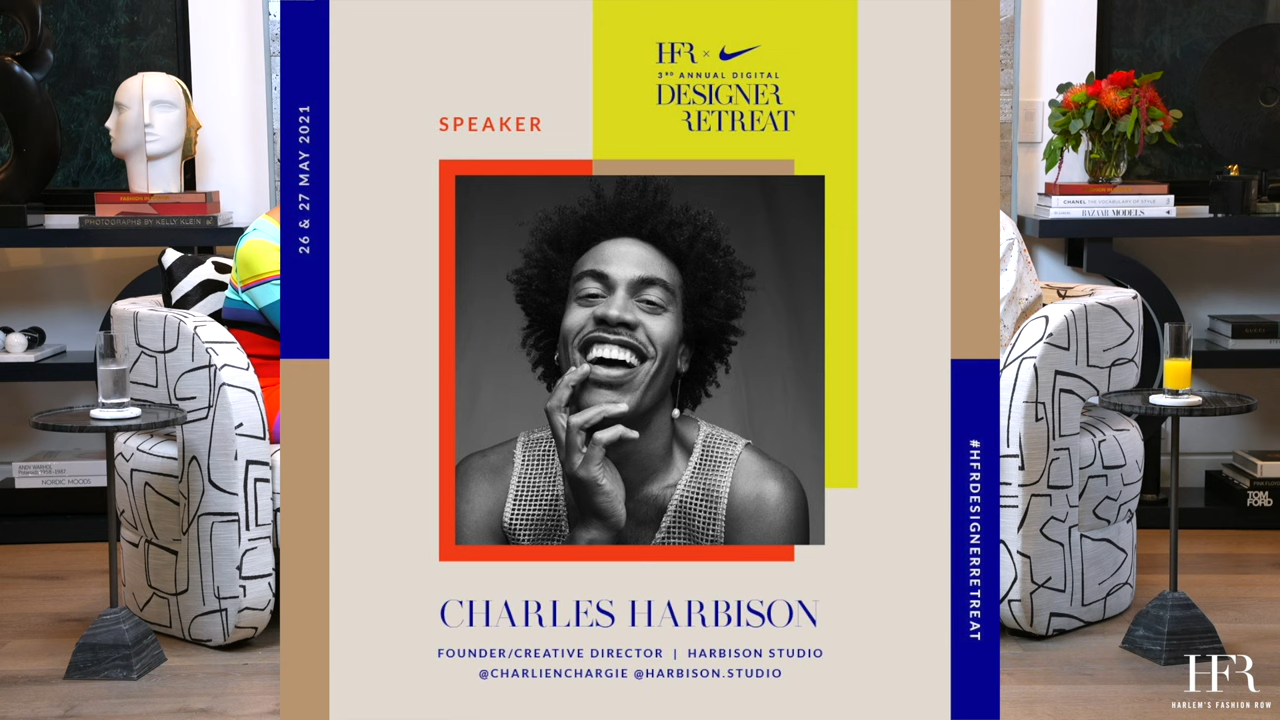 26 & 27 MAY 2021
SPEAKER
HFR ×
3RD ANNUAL DIGITAL
DESIGNER
RETREAT
CHARLES HARBISON
FOUNDER/CREATIVE DIRECTOR | HARBISON STUDIO
@CHARLIENCHARGIE @HARBISON.STUDIO
#HFRDESIGNERRETREAT
PHOTOGRAPHS BY KELLY KLEIN
ANDY WARHOL
NORDIC MOODS
CHANEL THE VOCABULARY OF STYLE
BAZAAR MODELS
TOM
FORD
HFR
HARLEM'S FASHION ROW